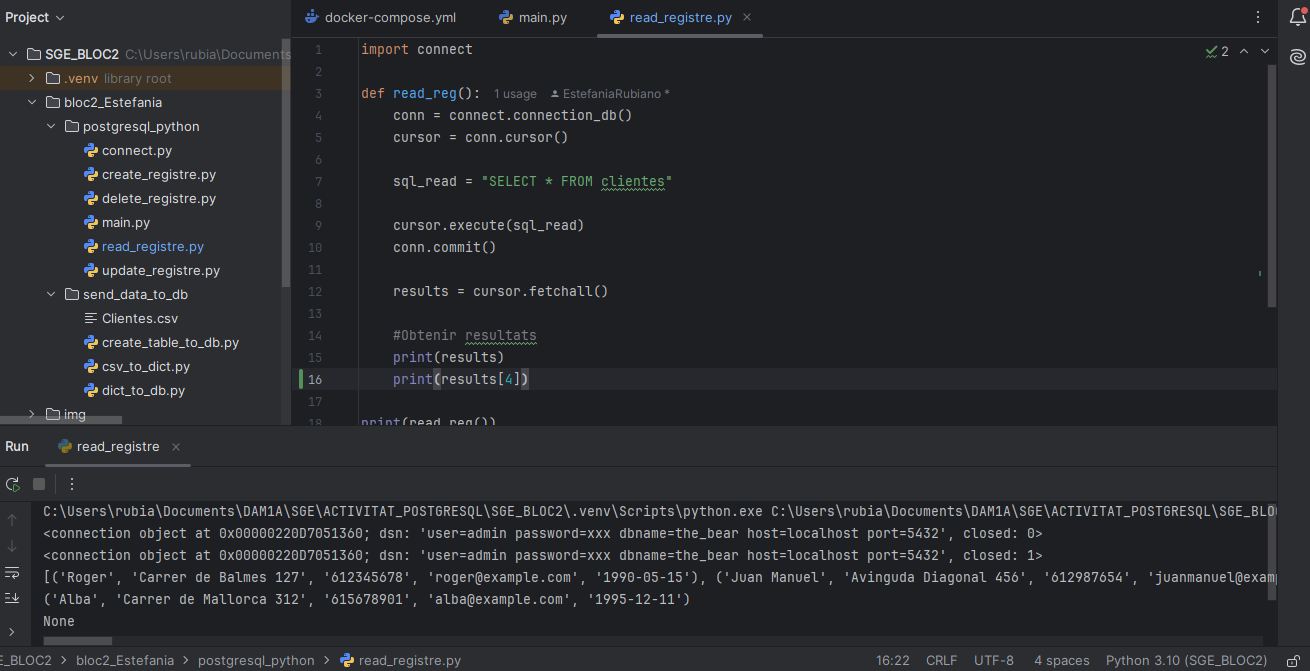 Project
docker-compose.yml
main.py
read_registre.py
SGE_BLOC2 C:\Users\rubia\Documents
.venv library root
bloc2_Estefania
postgresql_python
connect.py
create_registre.py
delete_registre.py
main.py
read_registre.py
update_registre.py
send_data_to_db
Clientes.csv
create_table_to_db.py
csv_to_dict.py
dict_to_db.py
img
2
1 import connect
2
3 def read_reg(): 1 usage EstefaniaRubiano *
4 conn = connect.connection_db()
5 cursor = conn.cursor()
6
7 sql_read = "SELECT * FROM clientes"
8
9 cursor.execute(sql_read)
10 conn.commit()
11
12 results = cursor.fetchall()
13
14 #Obtenir resultats
15 print(results)
16 print(results[4])
17
18 print(read_reg())
Run
read_registre
C:\Users\rubia\Documents\DAM1A\SGE\ACTIVITAT_POSTGRESQL\SGE_BLOC2\.venv\Scripts\python.exe C:\Users\rubia\Documents\DAM1A\SGE\ACTIVITAT_POSTGRESQL\SGE_BLO
<connection object at 0x00000220D7051360; dsn: 'user=admin password=xxx dbname=the_bear host=localhost port=5432', closed: 0>
<connection object at 0x00000220D7051360; dsn: 'user=admin password=xxx dbname=the_bear host=localhost port=5432', closed: 1>
[('Roger', 'Carrer de Balmes 127', '612345678', 'roger@example.com', '1990-05-15'), ('Juan Manuel', 'Avinguda Diagonal 456', '612987654', 'juanmanuel@exam
('Alba', 'Carrer de Mallorca 312', '615678901', 'alba@example.com', '1995-12-11')
None
E_BLOC2 > bloc2_Estefania > postgresql_python > read_registre.py
16:22 CRLF UTF-8 4 spaces Python 3.10 (SGE_BLOC2)